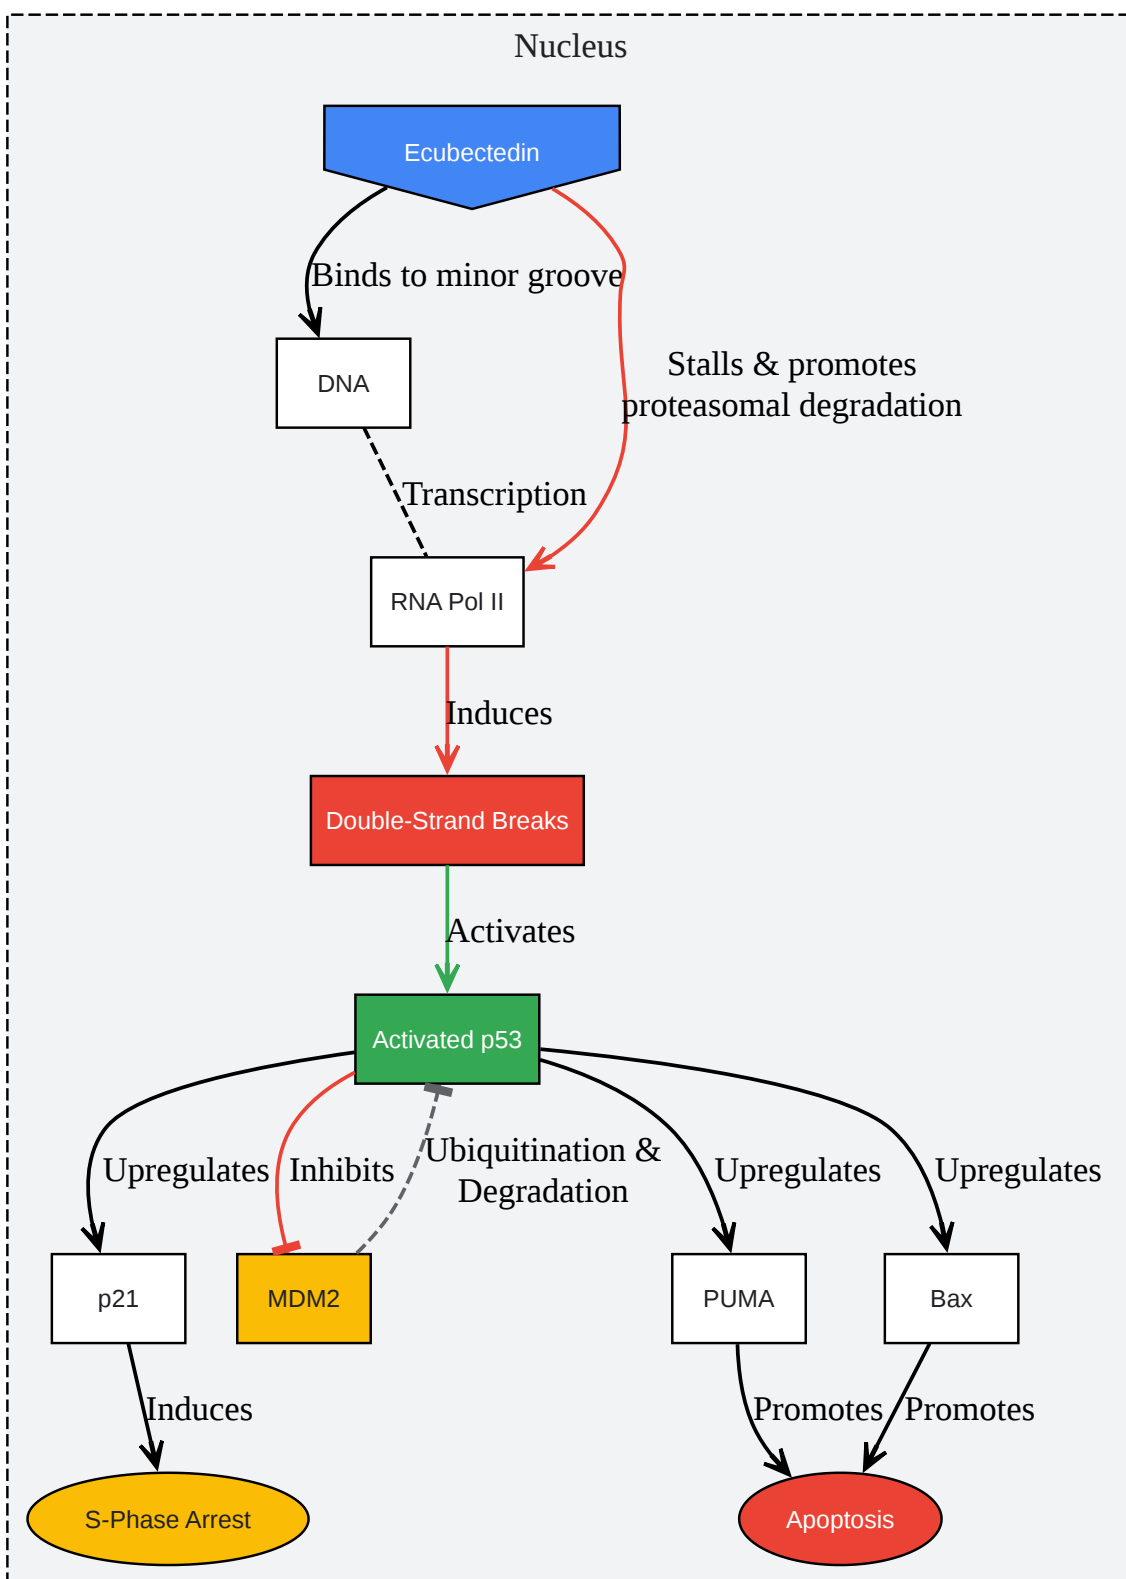 Nucleus
Ecubectedin
Binds to minor groove
Stalls & promotes
proteasomal degradation
DNA
Transcription
RNA Pol II
Induces
Double-Strand Breaks
Activates
Activated p53
Upregulates
Inhibits
Ubiquitination &
Degradation
Upregulates
Upregulates
p21
MDM2
PUMA
Bax
Induces
Promotes
Promotes
S-Phase Arrest
Apoptosis